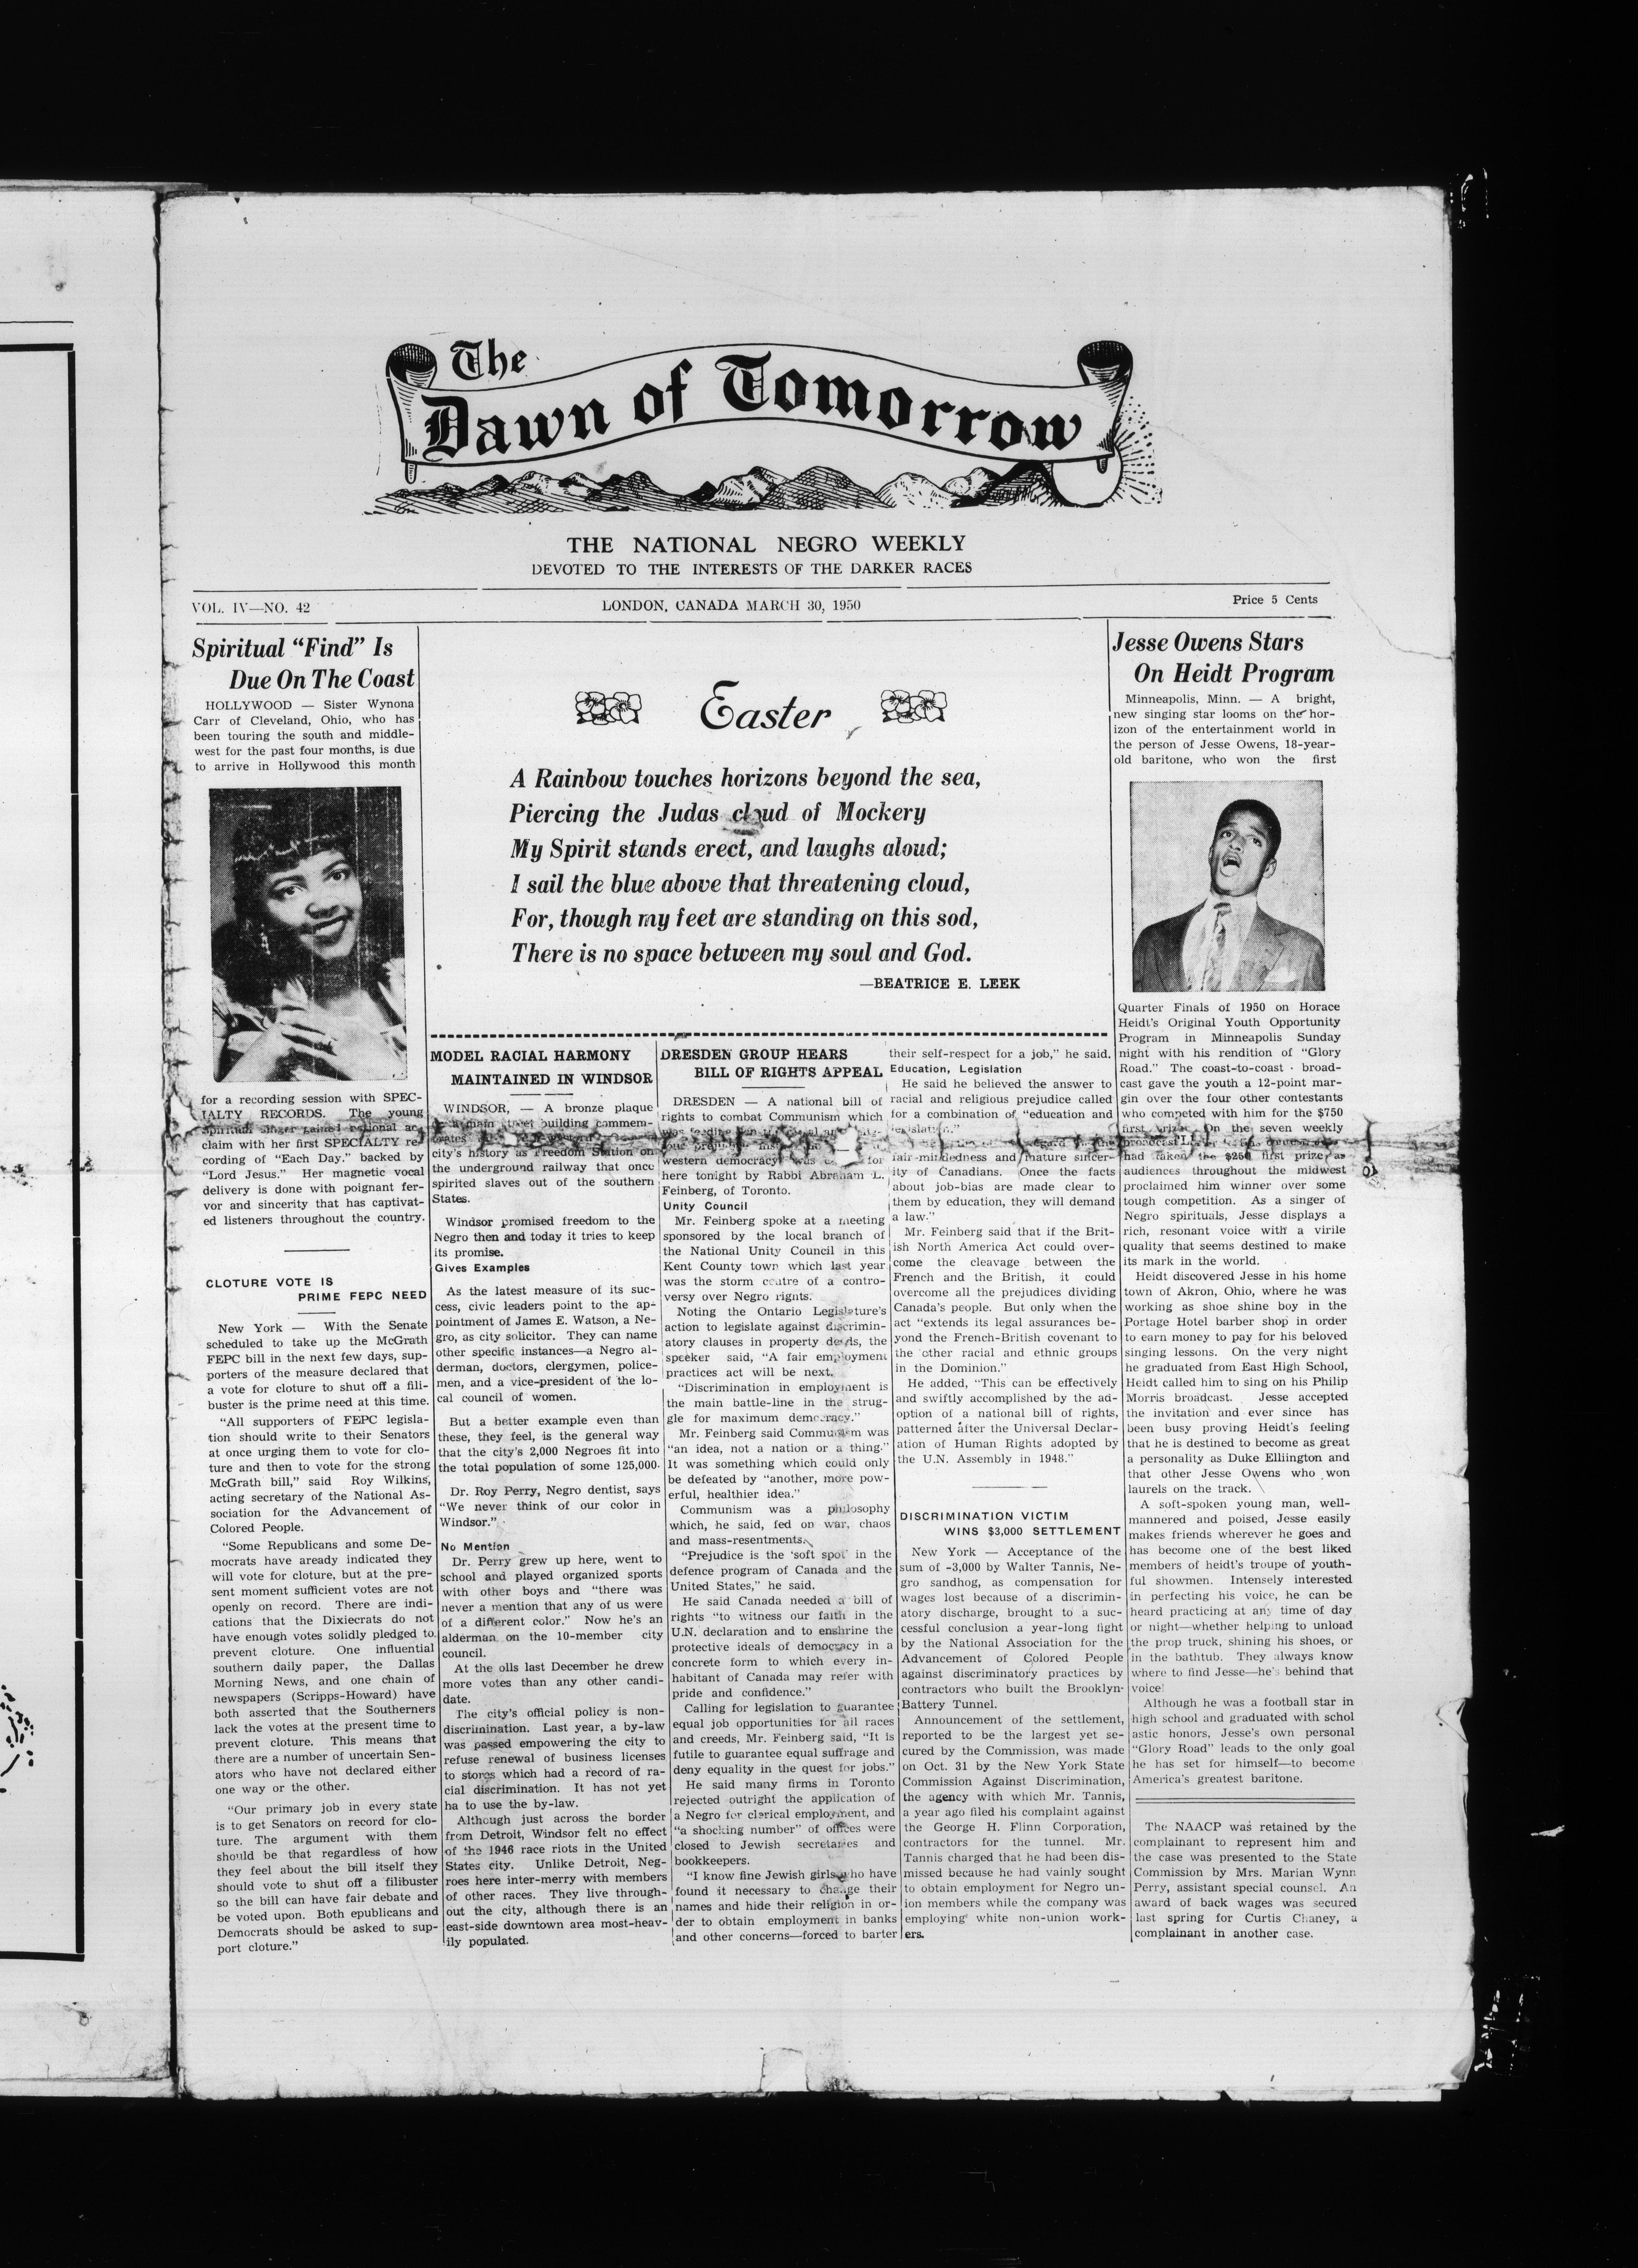 The
Dawn of Tomorrow
THE NATIONAL NEGRO WEEKLY
DEVOTED TO THE INTERESTS OF THE DARKER RACES
VOL. IV—NO. 42
LONDON, CANADA MARCH 30, 1950
Price 5 Cents
Spiritual “Find” Is
Due On The Coast
HOLLYWOOD — Sister Wynona
Carr of Cleveland, Ohio, who has
been touring the south and middle-
west for the past four months, is due
to arrive in Hollywood this month
for a recording session with SPEC-
IALTY RECORDS. The young
spiritual singer gained national ac
claim with her first SPECIALTY re
cording of “Each Day.” backed by
“Lord Jesus.” Her magnetic vocal
delivery is done with poignant fer-
vor and sincerity that has captivat-
ed listeners throughout the country.
CLOTURE VOTE IS
PRIME FEPC NEED
New York — With the Senate
scheduled to take up the McGrath
FEPC bill in the next few days, sup-
porters of the measure declared that
a vote for cloture to shut off a fili-
buster is the prime need at this time.
“All supporters of FEPC legisla-
tion should write to their Senators
at once urging them to vote for clo-
ture and then to vote for the strong
McGrath bill,” said Roy Wilkins,
acting secretary of the National As-
sociation for the Advancement of
Colored People.
“Some Republicans and some De-
mocrats have aready indicated they
will vote for cloture, but at the pre-
sent moment sufficient votes are not
openly on record. There are indi-
cations that the Dixiecrats do not
have enough votes solidly pledged to
prevent cloture. One influential
southern daily paper, the Dallas
Morning News, and one chain of
newspapers (Scripps-Howard) have
both asserted that the Southerners
lack the votes at the present time to
prevent cloture. This means that
there are a number of uncertain Sen-
ators who have not declared either
one way or the other.
“Our primary job in every state
is to get Senators on record for clo-
ture. The argument with them
should be that regardless of how
they feel about the bill itself they
should vote to shut off a filibuster
so the bill can have fair debate and
be voted upon. Both epublicans and
Democrats should be asked to sup-
port cloture.”
Easter
A Rainbow touches horizons beyond the sea,
Piercing the Judas cloud of Mockery
My Spirit stands erect, and laughs aloud;
I sail the blue above that threatening cloud,
For, though my feet are standing on this sod,
There is no space between my soul and God.
—BEATRICE E. LEEK
MODEL RACIAL HARMONY
MAINTAINED IN WINDSOR
WINDSOR, — A bronze plaque
main street building commem-
orates
city's history as Freedom Station on
the underground railway that once
spirited slaves out of the southern
States.
Windsor promised freedom to the
Negro then and today it tries to keep
its promise.
Gives Examples
As the latest measure of its suc-
cess, civic leaders point to the ap-
pointment of James E. Watson, a Ne-
gro, as city solicitor. They can name
other specific instances—a Negro al-
derman, doctors, clergymen, police-
men, and a vice-president of the lo-
cal council of women.
But a better example even than
these, they feel, is the general way
that the city's 2,000 Negroes fit into
the total population of some 125,000.
Dr. Roy Perry, Negro dentist, says
“We never think of our color in
Windsor.”
No Mention
Dr. Perry grew up here, went to
school and played organized sports
with other boys and “there was
never a mention that any of us were
of a different color.” Now he's an
alderman on the 10-member city
council.
At the olls last December he drew
more votes than any other candi-
date.
The city's official policy is non-
discrimination. Last year, a by-law
was passed empowering the city to
refuse renewal of business licenses
to stores which had a record of ra-
cial discrimination. It has not yet
ha to use the by-law.
Although just across the border
from Detroit, Windsor felt no effect
of the 1946 race riots in the United
States city. Unlike Detroit, Neg-
roes here inter-merry with members
of other races. They live through-
out the city, although there is an
east-side downtown area most-heav-
ily populated.
DRESDEN GROUP HEARS
BILL OF RIGHTS APPEAL
DRESDEN — A national bill of
rights to combat Communism which
western democracy was for
here tonight by Rabbi Abraham L.
Feinberg, of Toronto.
Unity Council
Mr. Feinberg spoke at a meeting
sponsored by the local branch of
the National Unity Council in this
Kent County town which last year
was the storm centre of a contro-
versy over Negro rights.
Noting the Ontario Legislature's
action to legislate against discrimin-
atory clauses in property deeds, the
speeker said, “A fair employment
practices act will be next.
“Discrimination in employment is
the main battle-line in the strug-
gle for maximum democracy.”
Mr. Feinberg said Communism was
“an idea, not a nation or a thing.”
It was something which could only
be defeated by “another, more pow-
erful, healthier idea.”
Communism was a philosophy
which, he said, fed on war, chaos
and mass-resentments.
“Prejudice is the 'soft spot' in the
defence program of Canada and the
United States,” he said.
He said Canada needed a bill of
rights “to witness our faith in the
U.N. declaration and to enshrine the
protective ideals of democracy in a
concrete form to which every in-
habitant of Canada may refer with
pride and confidence.”
Calling for legislation to guarantee
equal job opportunities for all races
and creeds, Mr. Feinberg said, “It is
futile to guarantee equal suffrage and
deny equality in the quest for jobs.”
He said many firms in Toronto
rejected outright the application of
a Negro for clerical employment, and
“a shocking number” of offices were
closed to Jewish secretaries and
bookkeepers.
“I know fine Jewish girls who have
found it necessary to change their
names and hide their religion in or-
der to obtain employment in banks
and other concerns—forced to barter
their self-respect for a job,” he said.
Education, Legislation
He said he believed the answer to
racial and religious prejudice called
for a combination of “education and
legislation.”
fair-mindedness and mature sincer-
ity of Canadians. Once the facts
about job-bias are made clear to
them by education, they will demand
a law.”
Mr. Feinberg said that if the Brit-
ish North America Act could over-
come the cleavage between the
French and the British, it could
overcome all the prejudices dividing
Canada's people. But only when the
act “extends its legal assurances be-
yond the French-British covenant to
the other racial and ethnic groups
in the Dominion.”
He added, “This can be effectively
and swiftly accomplished by the ad-
option of a national bill of rights,
patterned after the Universal Declar-
ation of Human Rights adopted by
the U.N. Assembly in 1948.”
DISCRIMINATION VICTIM
WINS $3,000 SETTLEMENT
New York — Acceptance of the
sum of -3,000 by Walter Tannis, Ne-
gro sandhog, as compensation for
wages lost because of a discrimin-
atory discharge, brought to a suc-
cessful conclusion a year-long fight
by the National Association for the
Advancement of Colored People
against discriminatory practices by
contractors who built the Brooklyn-
Battery Tunnel.
Announcement of the settlement,
reported to be the largest yet se-
cured by the Commission, was made
on Oct. 31 by the New York State
Commission Against Discrimination,
the agency with which Mr. Tannis,
a year ago filed his complaint against
the George H. Flinn Corporation,
contractors for the tunnel. Mr.
Tannis charged that he had been dis-
missed because he had vainly sought
to obtain employment for Negro un-
ion members while the company was
employing white non-union work-
ers.
Jesse Owens Stars
On Heidt Program
Minneapolis, Minn. — A bright,
new singing star looms on the hor-
izon of the entertainment world in
the person of Jesse Owens, 18-year-
old baritone, who won the first
Quarter Finals of 1950 on Horace
Heidt's Original Youth Opportunity
Program in Minneapolis Sunday
night with his rendition of “Glory
Road.” The coast-to-coast broad-
cast gave the youth a 12-point mar-
gin over the four other contestants
who competed with him for the $750
first prize. On the seven weekly
broadcast
had taken the $250 first prize as
audiences throughout the midwest
proclaimed him winner over some
tough competition. As a singer of
Negro spirituals, Jesse displays a
rich, resonant voice with a virile
quality that seems destined to make
its mark in the world.
Heidt discovered Jesse in his home
town of Akron, Ohio, where he was
working as shoe shine boy in the
Portage Hotel barber shop in order
to earn money to pay for his beloved
singing lessons. On the very night
he graduated from East High School,
Heidt called him to sing on his Philip
Morris broadcast. Jesse accepted
the invitation and ever since has
been busy proving Heidt's feeling
that he is destined to become as great
a personality as Duke Elliington and
that other Jesse Owens who won
laurels on the track.
A soft-spoken young man, well-
mannered and poised, Jesse easily
makes friends wherever he goes and
has become one of the best liked
members of heidt's troupe of youth-
ful showmen. Intensely interested
in perfecting his voice, he can be
heard practicing at any time of day
or night—whether helping to unload
the prop truck, shining his shoes, or
in the bathtub. They always know
where to find Jesse—he's behind that
voice!
Although he was a football star in
high school and graduated with schol
astic honors, Jesse's own personal
“Glory Road” leads to the only goal
he has set for himself—to become
America's greatest baritone.
The NAACP was retained by the
complainant to represent him and
the case was presented to the State
Commission by Mrs. Marian Wynn
Perry, assistant special counsel. An
award of back wages was secured
last spring for Curtis Chaney, a
complainant in another case.